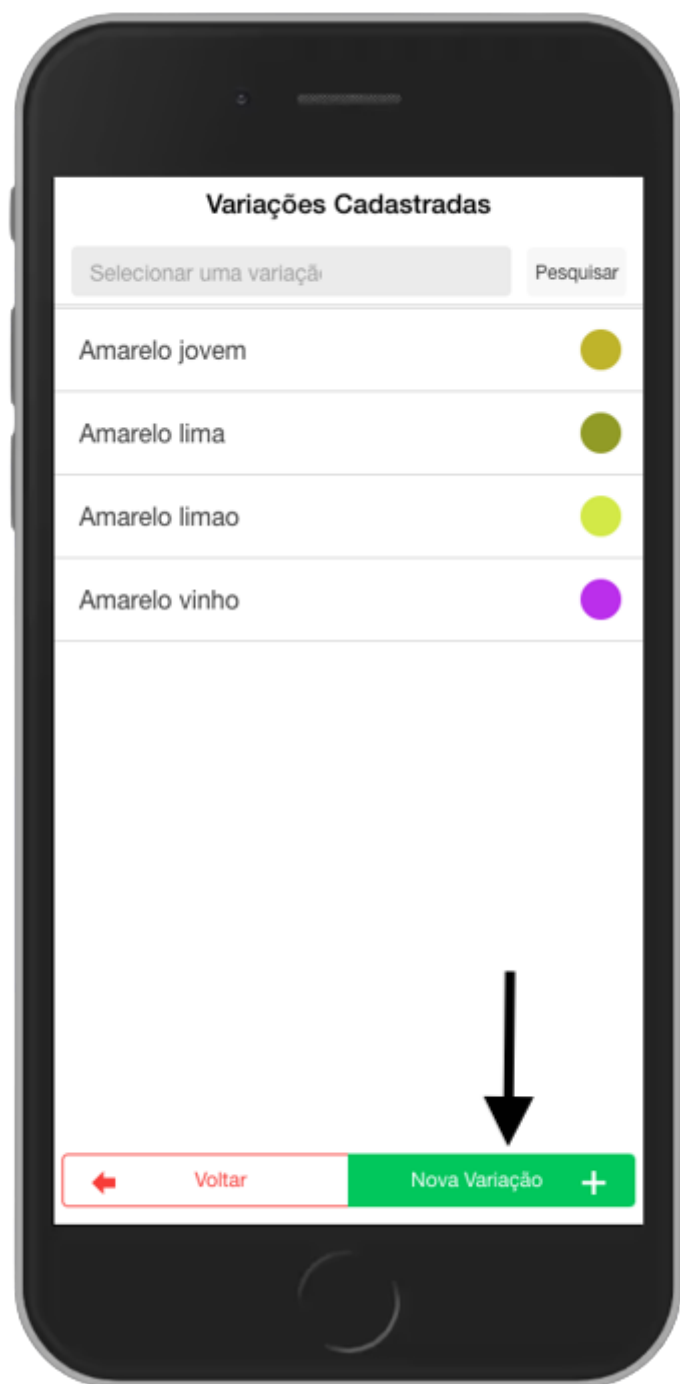 Variações Cadastradas
Selecionar uma variaçã
Pesquisar
Amarelo jovem
Amarelo lima
Amarelo limao
Amarelo vinho
Voltar
Nova Variação